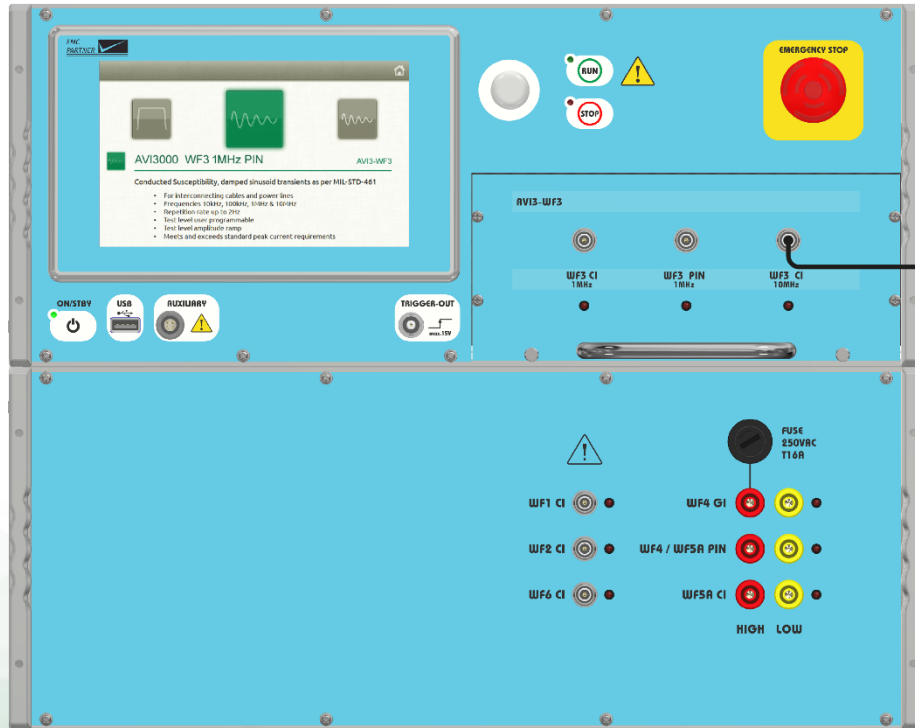 EMC
PARTNER
AVI3000 WF3 1MHz PIN
AVI3-WF3
Conducted Susceptibility, damped sinusoid transients as per MIL-STD-461
• For interconnecting cables and power lines
• Frequencies 10kHz, 100kHz, 1MHz & 10MHz
• Repetition rate up to 2Hz
• Test level user programmable
• Test level amplitude ramp
• Meets and exceeds standard peak current requirements
RUN
STOP
EMERGENCY STOP
AVI3-WF3
WF3 CI
1MHz
WF3 PIN
1MHz
WF3 CI
10MHz
ON/STBY
USB
AUXILIARY
TRIGGER-OUT
max.15V
FUSE
250VAC
T16A
WF1 CI
WF4 GI
WF2 CI
WF4 / WF5A PIN
WF6 CI
WF5A CI
HIGH LOW